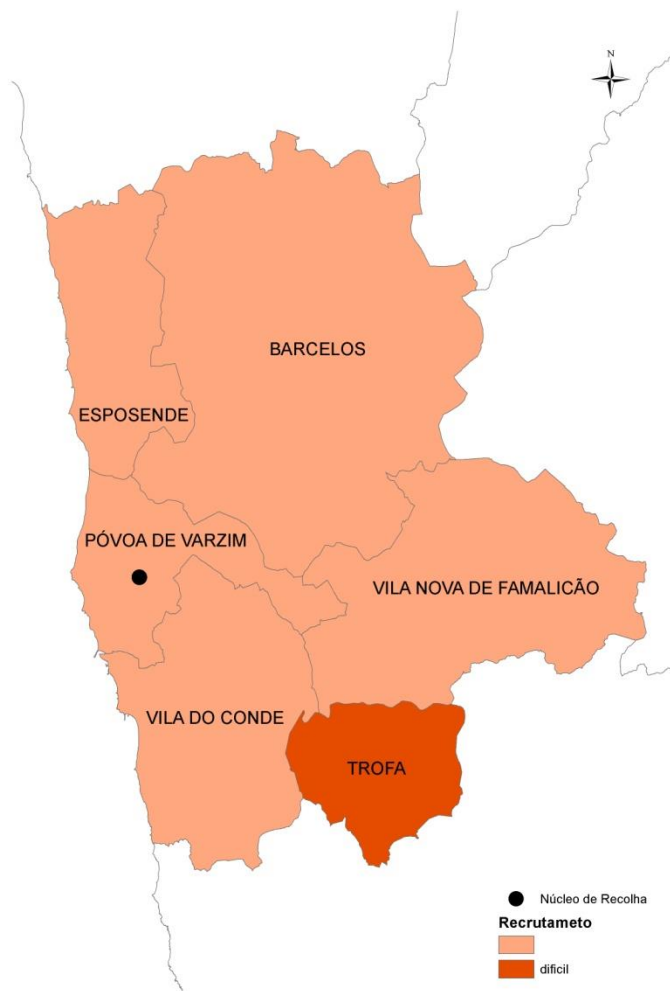 N
BARCELOS
ESPOSENDE
PÓVOA DE VARZIM
VILA NOVA DE FAMALICÃO
VILA DO CONDE
TROFA
Núcleo de Recolha
Recrutameto
dificil